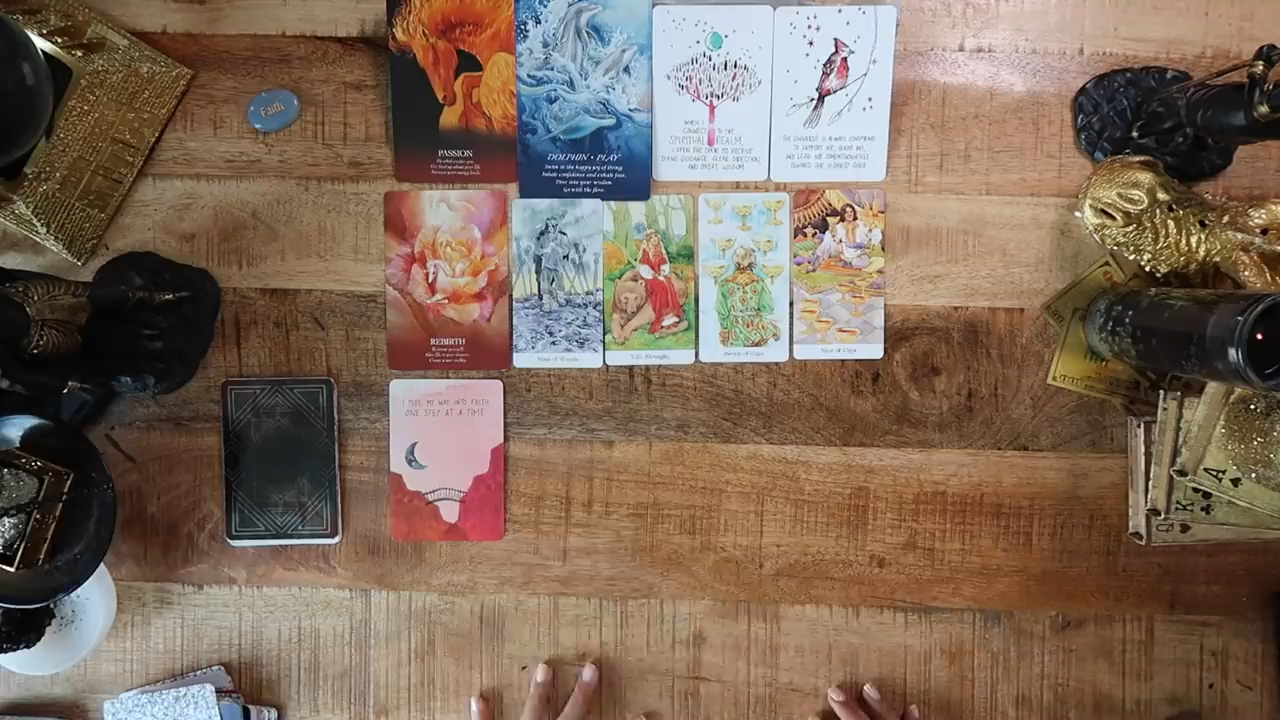 Faith
PASSION
DOLPHIN • PLAY
Swim in the happy joy of living.
Inhale confidence and exhale fear.
Dive into your wisdom.
Go with the flow.
WHEN I
CONNECT TO THE
SPIRITUAL REALM,
I OPEN THE DOOR TO RECEIVE
DIVINE GUIDANCE, CLEAR DIRECTION,
AND GREAT WISDOM
THE UNIVERSE IS ALWAYS CONSPIRING
TO SUPPORT ME, GUIDE ME,
AND LEAD ME COMPASSIONATELY
TOWARD THE HIGHEST GOOD
REBIRTH
Nine of Wands
VIII. Strength
Seven of Cups
Nine of Cups
I FEEL MY WAY INTO FAITH
ONE STEP AT A TIME
Q
K
A